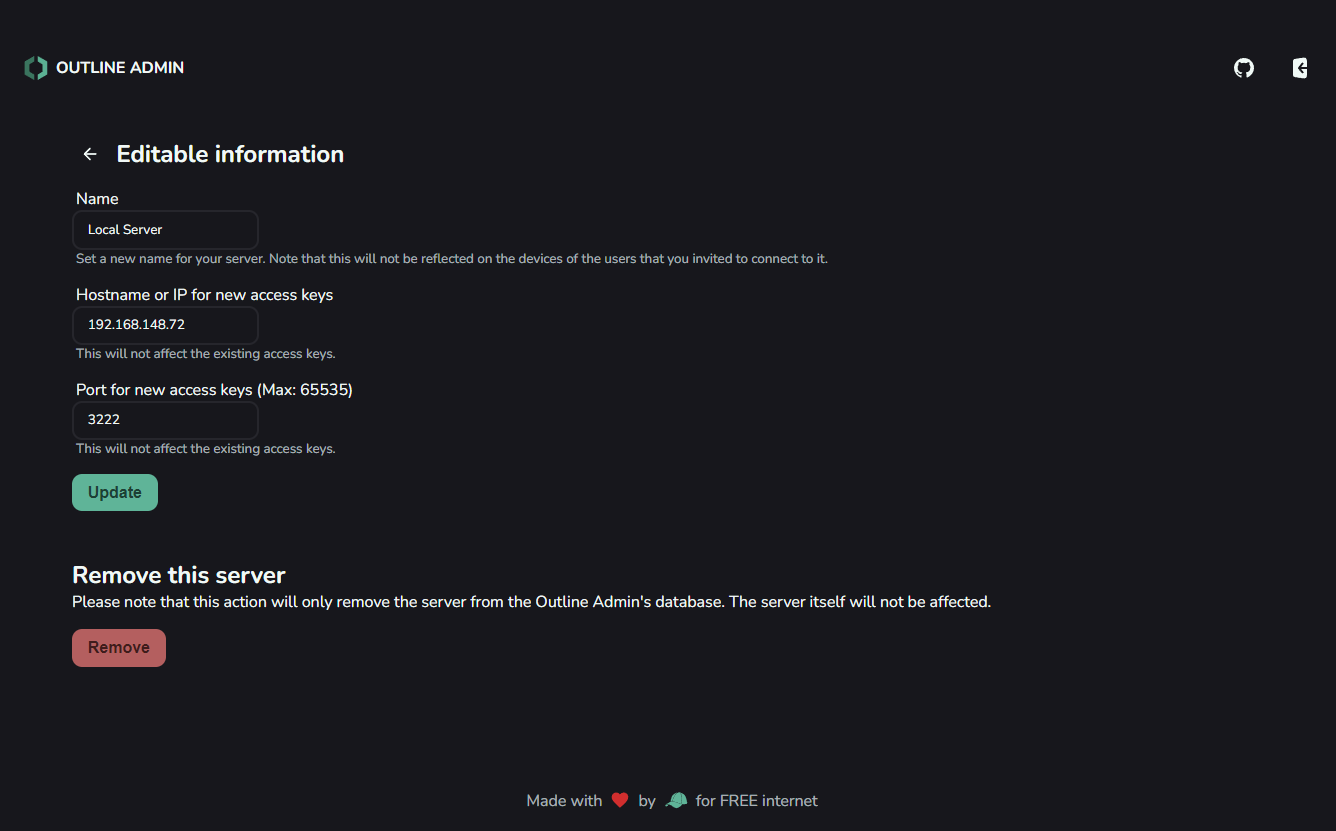 OUTLINE ADMIN
Editable information
Name
Local Server
Set a new name for your server. Note that this will not be reflected on the devices of the users that you invited to connect to it.
Hostname or IP for new access keys
192.168.148.72
This will not affect the existing access keys.
Port for new access keys (Max: 65535)
3222
This will not affect the existing access keys.
Update
Remove this server
Please note that this action will only remove the server from the Outline Admin's database. The server itself will not be affected.
Remove
Made with by for FREE internet